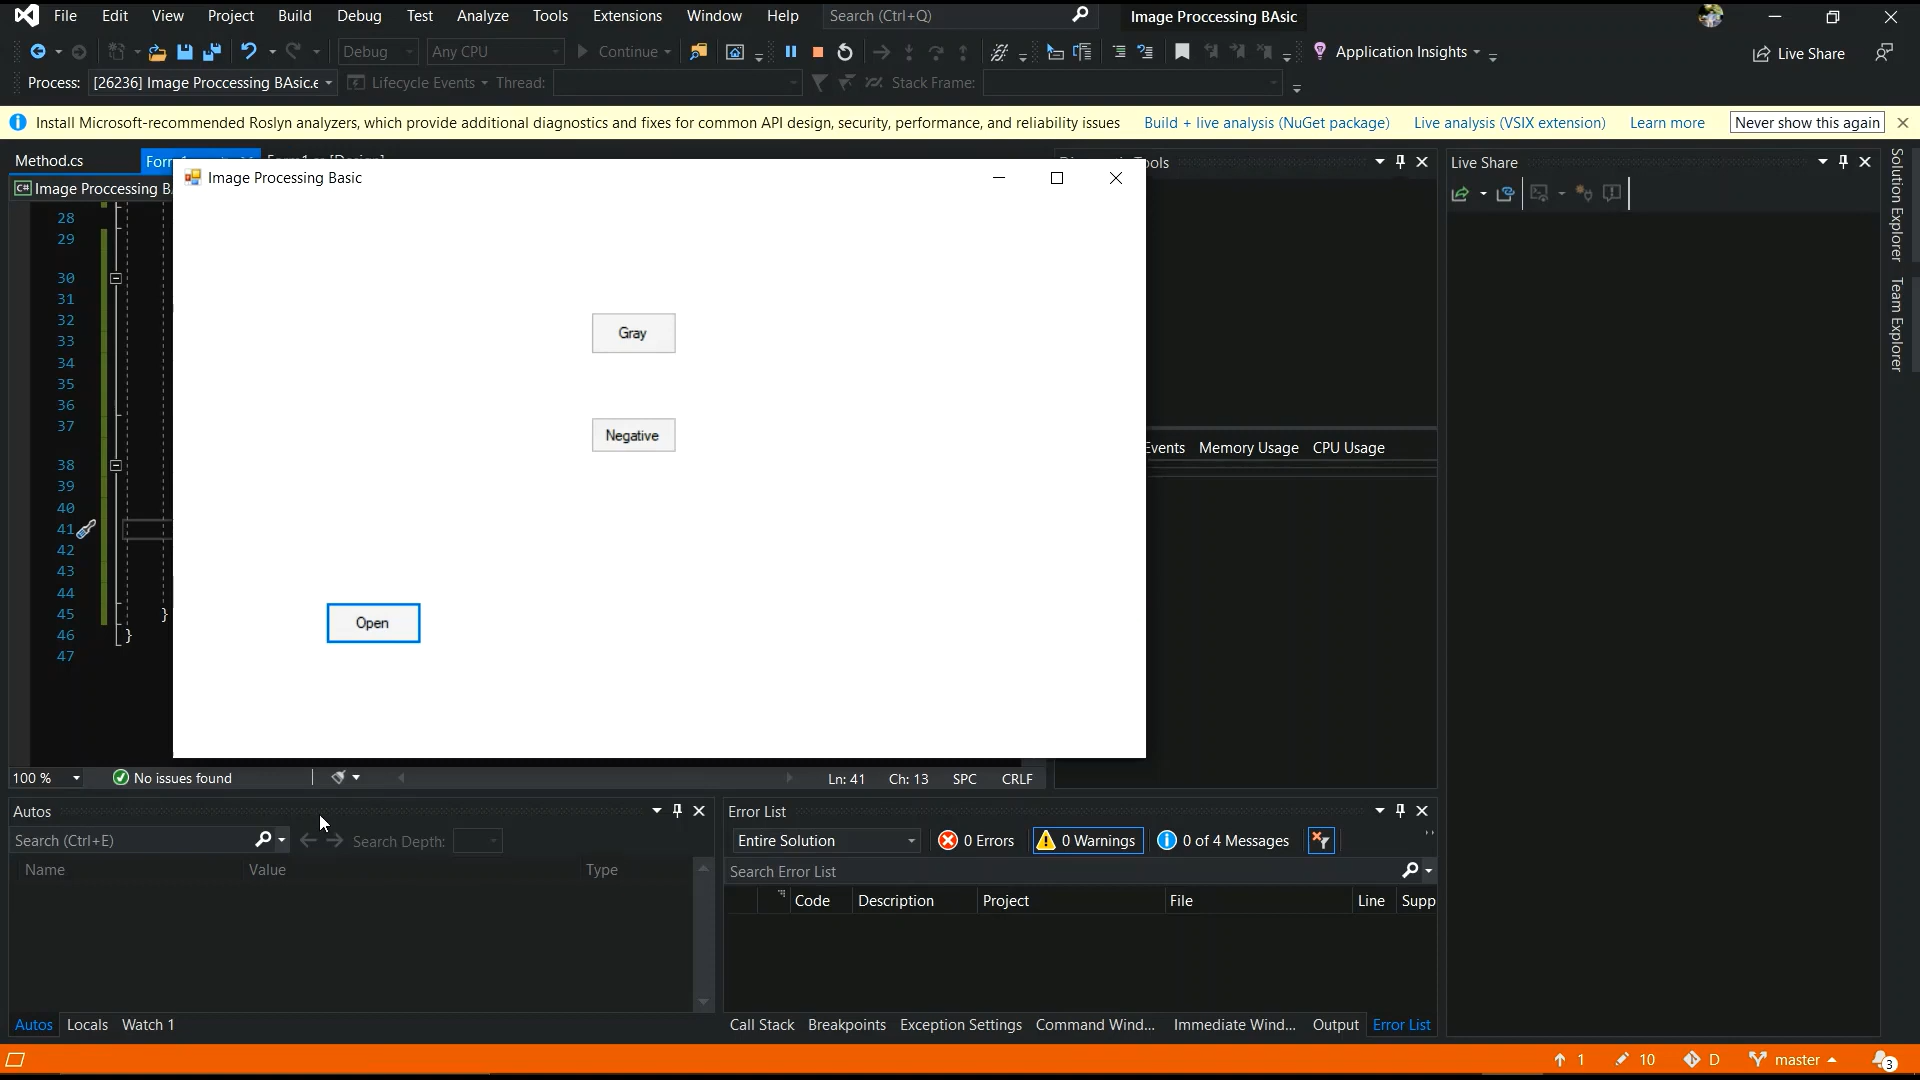 File Edit View Project Build Debug Test Analyze Tools Extensions Window Help Search (Ctrl+Q) Image Proccessing BAsic
Debug Any CPU Continue Application Insights Live Share
Process: [26236] Image Proccessing BAsic.e Lifecycle Events Thread: Stack Frame:
Install Microsoft-recommended Roslyn analyzers, which provide additional diagnostics and fixes for common API design, security, performance, and reliability issues Build + live analysis (NuGet package) Live analysis (VSIX extension) Learn more Never show this again
Method.cs
Image Proccessing B
Image Processing Basic
Tools
Live Share
Solution Explorer
Team Explorer
28
29
30
31
32
33
34
35
36
37
38
39
40
41
42
43
44
45 }
46 }
47
Gray
Negative
Open
Events Memory Usage CPU Usage
100 % No issues found Ln: 41 Ch: 13 SPC CRLF
Autos
Search (Ctrl+E) Search Depth:
Name Value Type
Autos Locals Watch 1
Error List
Entire Solution 0 Errors 0 Warnings 0 of 4 Messages
Search Error List
Code Description Project File Line Supp
Call Stack Breakpoints Exception Settings Command Wind... Immediate Wind... Output Error List
1 10 D master 3